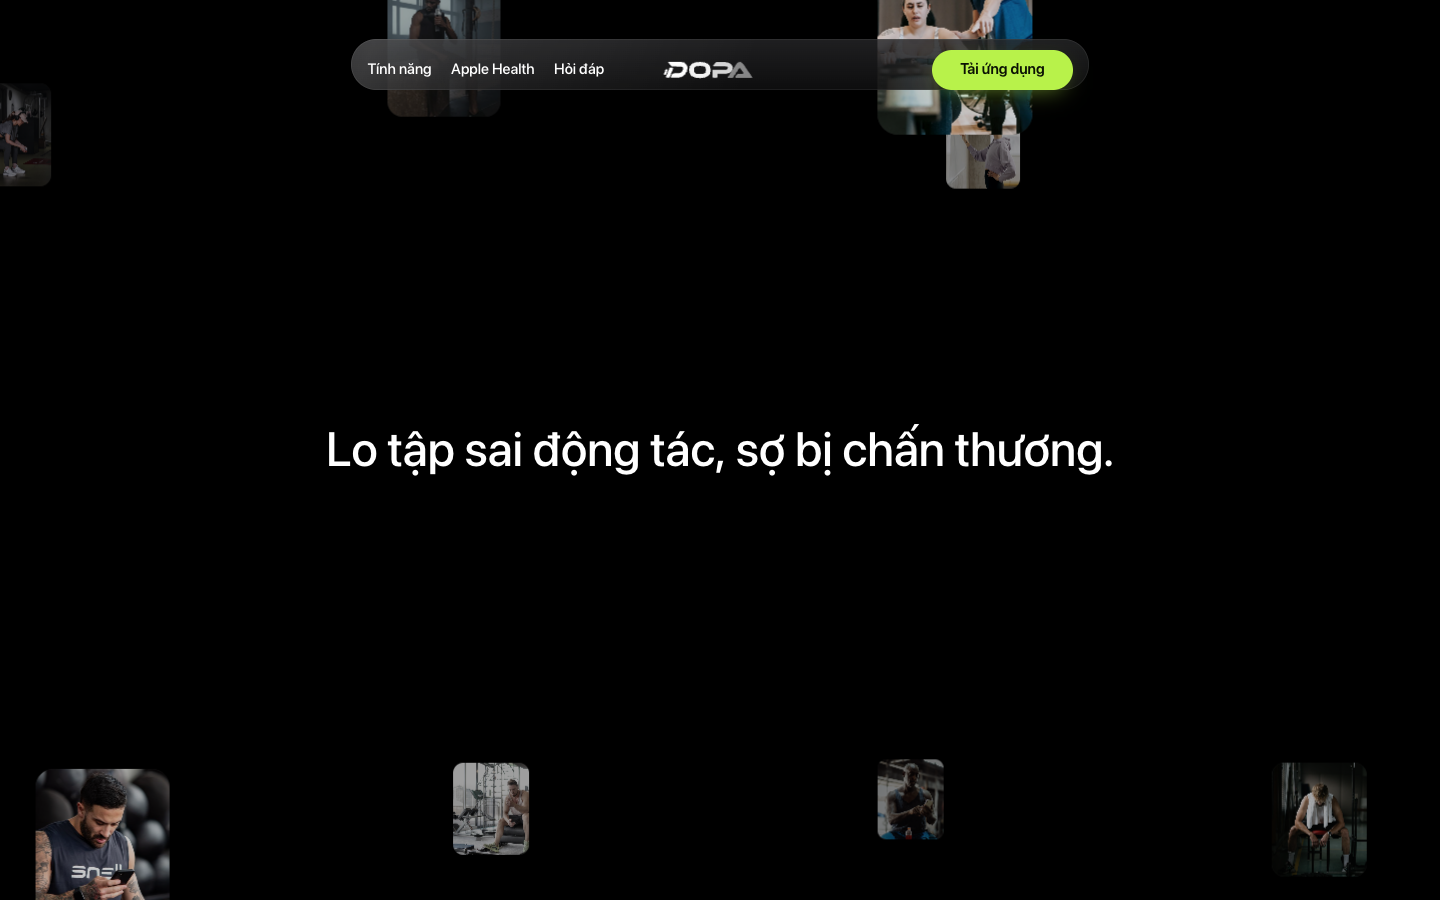 Tính năng
Apple Health
Hỏi đáp
DOPA
Tải ứng dụng
Lo tập sai động tác, sợ bị chấn thương.